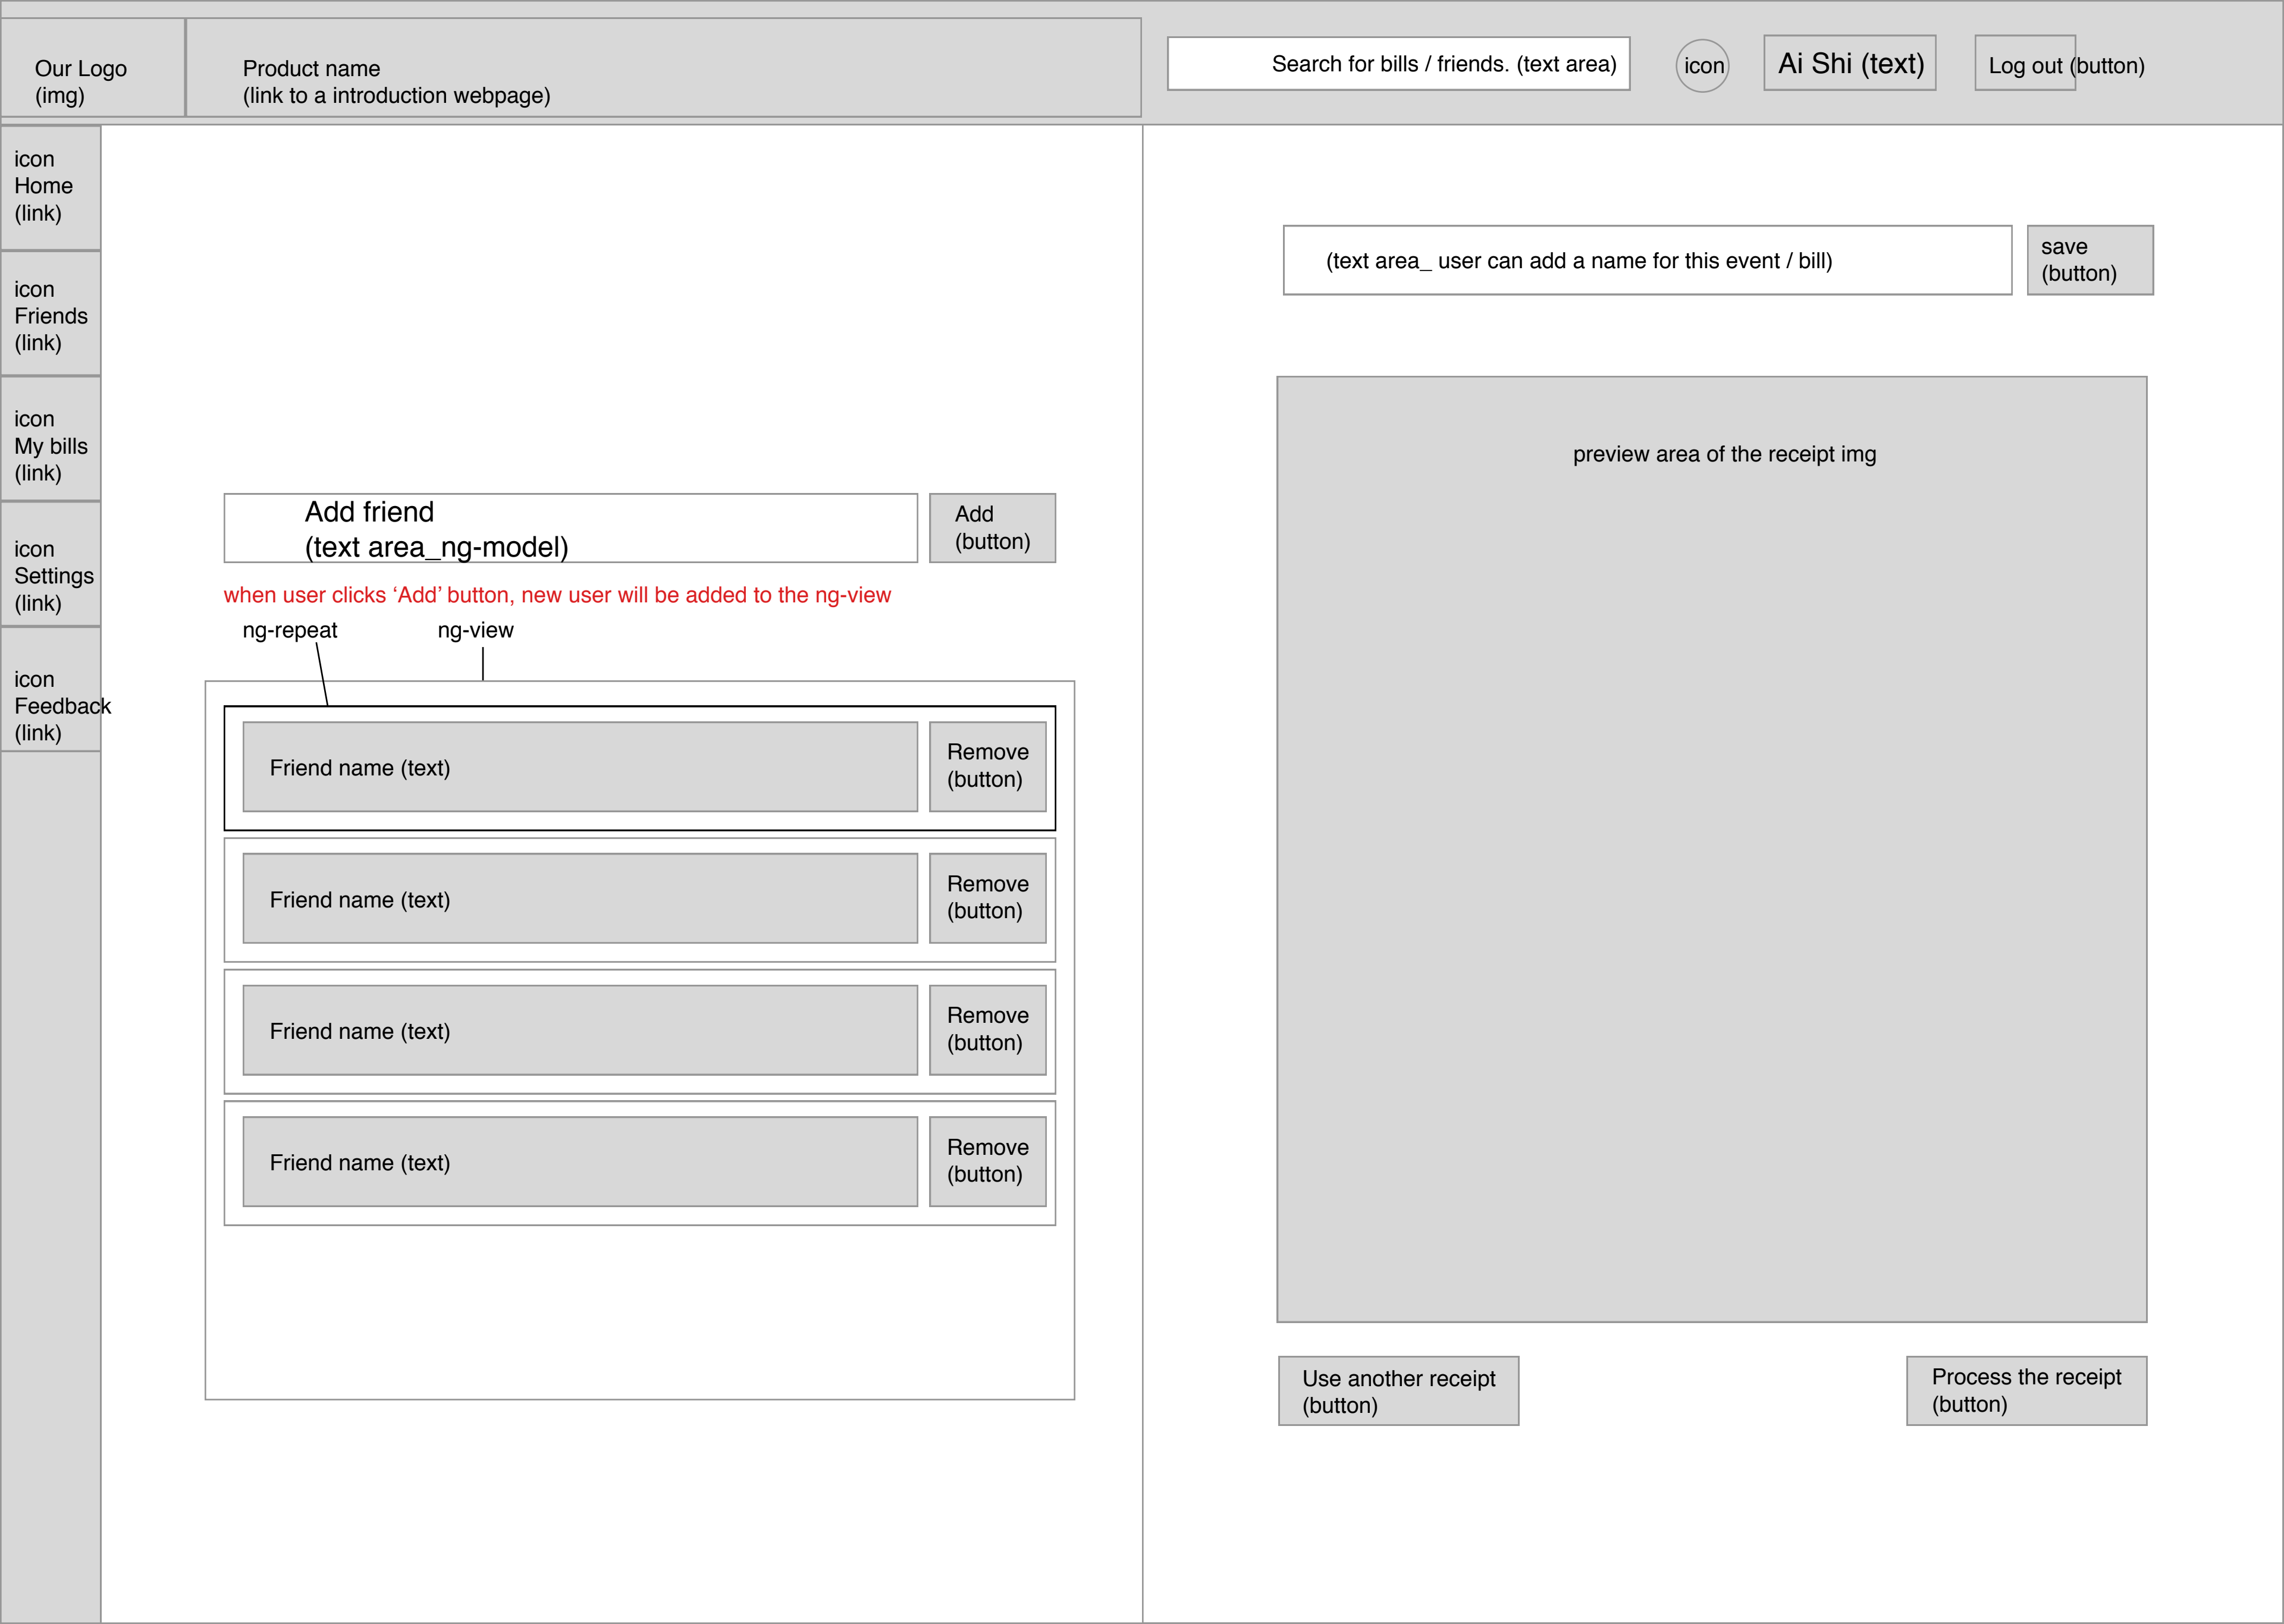 Our Logo
(img)
Product name
(link to a introduction webpage)
Search for bills / friends. (text area)
icon
Ai Shi (text)
Log out (button)
icon
Home
(link)
icon
Friends
(link)
icon
My bills
(link)
icon
Settings
(link)
icon
Feedback
(link)
Add friend
(text area_ng-model)
Add
(button)
when user clicks ‘Add’ button, new user will be added to the ng-view
ng-repeat
ng-view
Friend name (text)
Remove
(button)
Friend name (text)
Remove
(button)
Friend name (text)
Remove
(button)
Friend name (text)
Remove
(button)
(text area_ user can add a name for this event / bill)
save
(button)
preview area of the receipt img
Use another receipt
(button)
Process the receipt
(button)